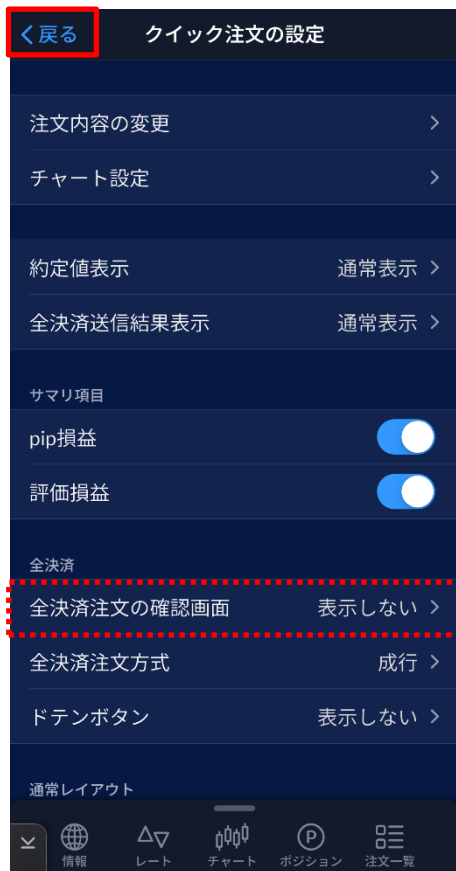 戻る クイック注文の設定
注文内容の変更
チャート設定
約定値表示 通常表示
全決済送信結果表示 通常表示
サマリ項目
pip損益
評価損益
全決済
全決済注文の確認画面 表示しない
全決済注文方式 成行
ドテンボタン 表示しない
通常レイアウト
P
情報 レート チャート ポジション 注文一覧